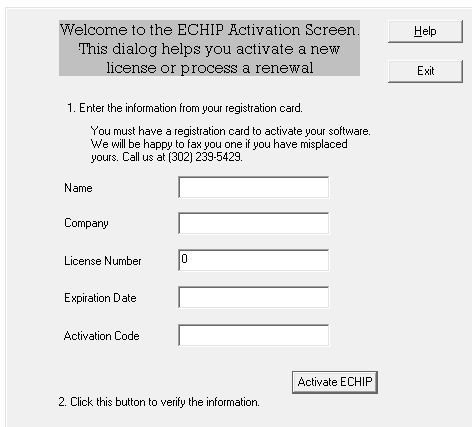 Welcome to the ECHIP Activation Screen.
This dialog helps you activate a new
license or process a renewal
Help
Exit
1. Enter the information from your registration card.
You must have a registration card to activate your software.
We will be happy to fax you one if you have misplaced
yours. Call us at (302) 239-5429.
Name
Company
License Number 0
Expiration Date
Activation Code
Activate ECHIP
2. Click this button to verify the information.